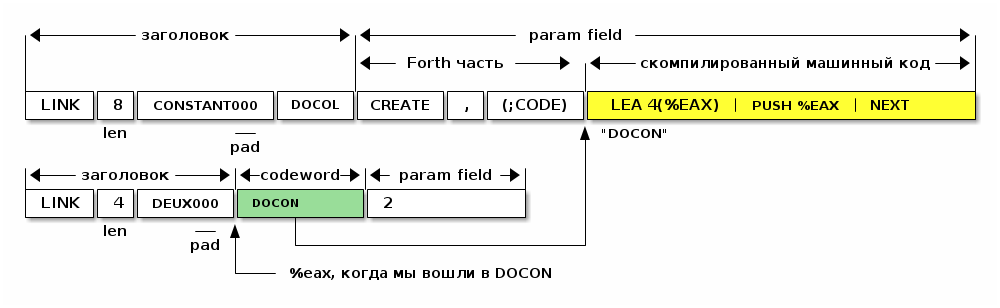 заголовок param field
Forth часть скомпилированный машинный код
LINK 8 CONSTANT000 DOCOL CREATE , (;CODE) LEA 4(%EAX) | PUSH %EAX | NEXT
len pad "DOCON"
заголовок codeword param field
LINK 4 DEUX000 DOCON 2
len pad
%eax, когда мы вошли в DOCON